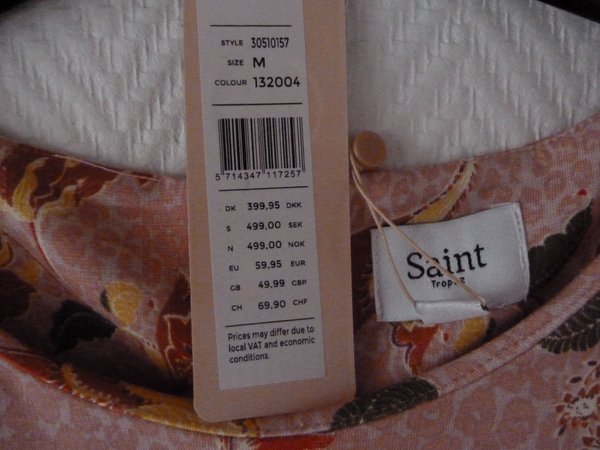 STYLE 30510157
SIZE M
COLOUR 132004
5 714347 117257
DK 399,95 DKK
S 499,00 SEK
N 499,00 NOK
EU 59,95 EUR
GB 49,99 GBP
CH 69,90 CHF
Prices may differ due to
local VAT and economic
conditions.
Saint
Tropez